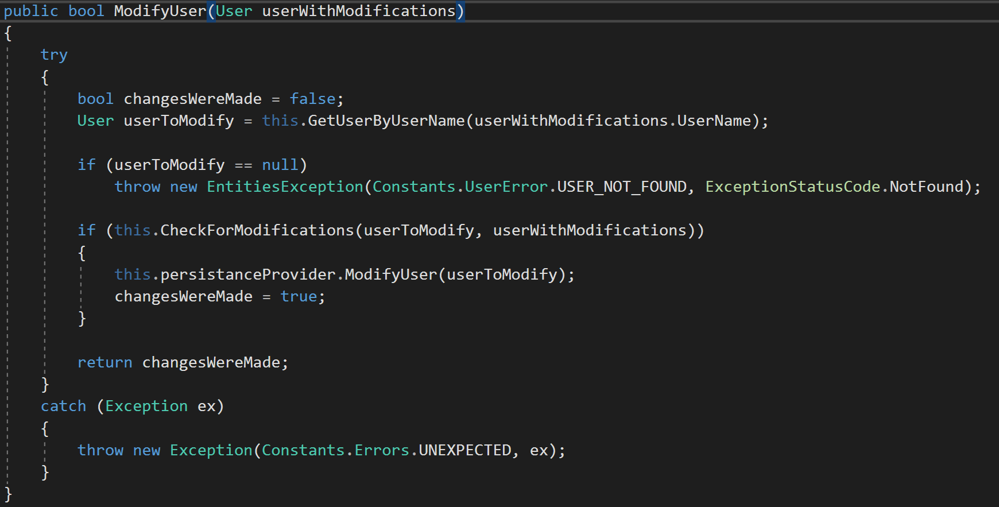 public bool ModifyUser(User userWithModifications)
{
try
{
bool changesWereMade = false;
User userToModify = this.GetUserByUserName(userWithModifications.UserName);
if (userToModify == null)
throw new EntitiesException(Constants.UserError.USER_NOT_FOUND, ExceptionStatusCode.NotFound);
if (this.CheckForModifications(userToModify, userWithModifications))
{
this.persistanceProvider.ModifyUser(userToModify);
changesWereMade = true;
}
return changesWereMade;
}
catch (Exception ex)
{
throw new Exception(Constants.Errors.UNEXPECTED, ex);
}
}